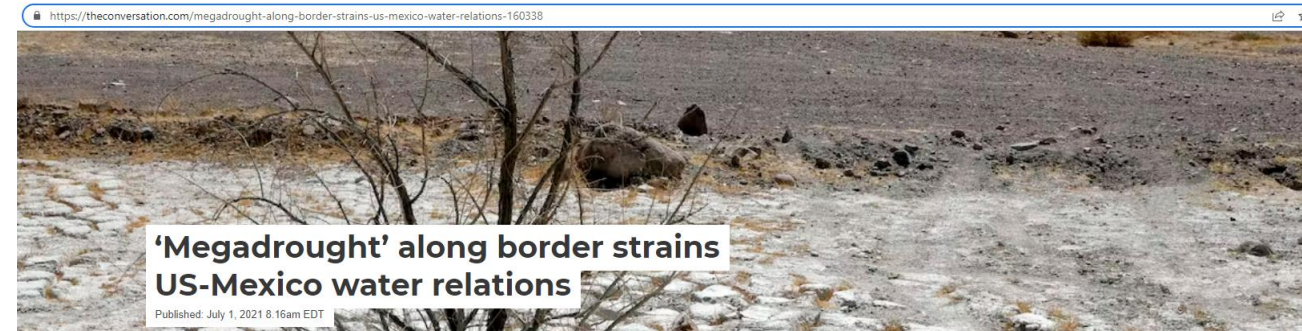 https://theconversation.com/megadrought-along-border-strains-us-mexico-water-relations-160338
‘Megadrought’ along border strains
US-Mexico water relations
Published: July 1, 2021 8.16am EDT